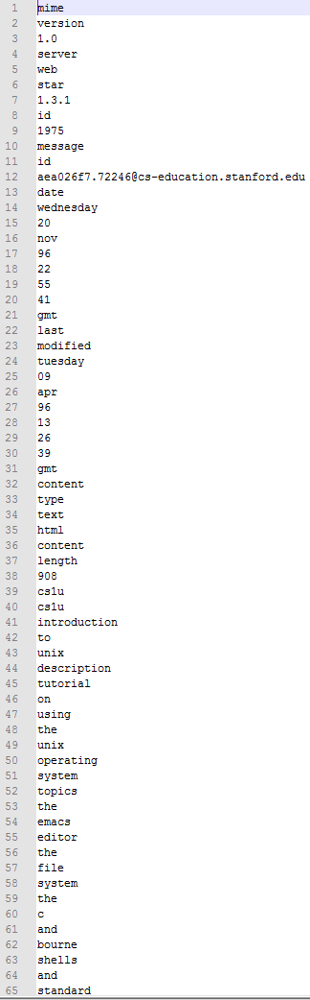 1 mime
2 version
3 1.0
4 server
5 web
6 star
7 1.3.1
8 id
9 1975
10 message
11 id
12 aea026f7.72246@cs-education.stanford.edu
13 date
14 wednesday
15 20
16 nov
17 96
18 22
19 55
20 41
21 gmt
22 last
23 modified
24 tuesday
25 09
26 apr
27 96
28 13
29 26
30 39
31 gmt
32 content
33 type
34 text
35 html
36 content
37 length
38 908
39 cs1u
40 cs1u
41 introduction
42 to
43 unix
44 description
45 tutorial
46 on
47 using
48 the
49 unix
50 operating
51 system
52 topics
53 the
54 emacs
55 editor
56 the
57 file
58 system
59 the
60 c
61 and
62 bourne
63 shells
64 and
65 standard